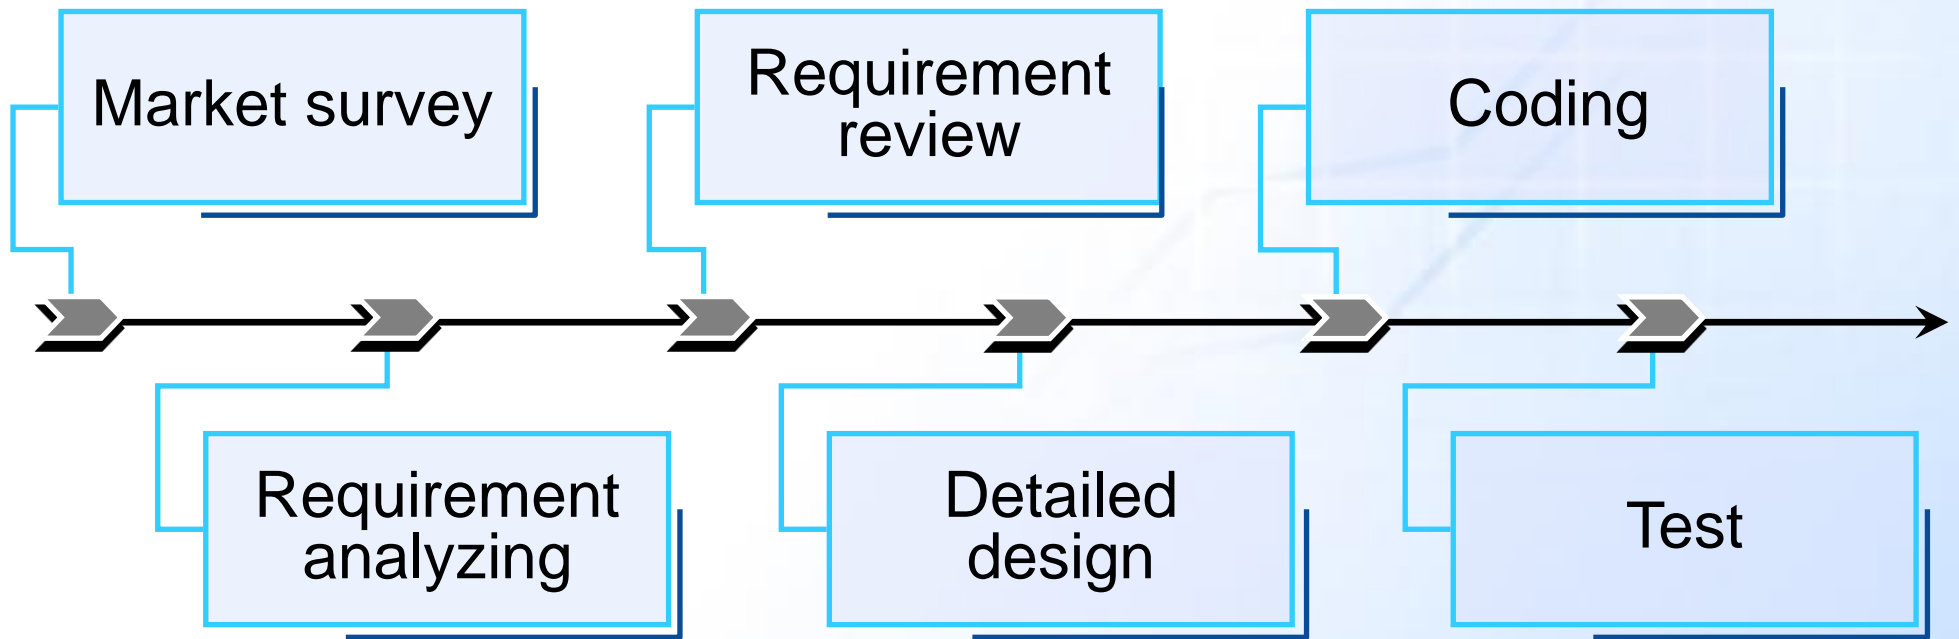 Market survey
Requirement
analyzing
Requirement
review
Detailed
design
Coding
Test